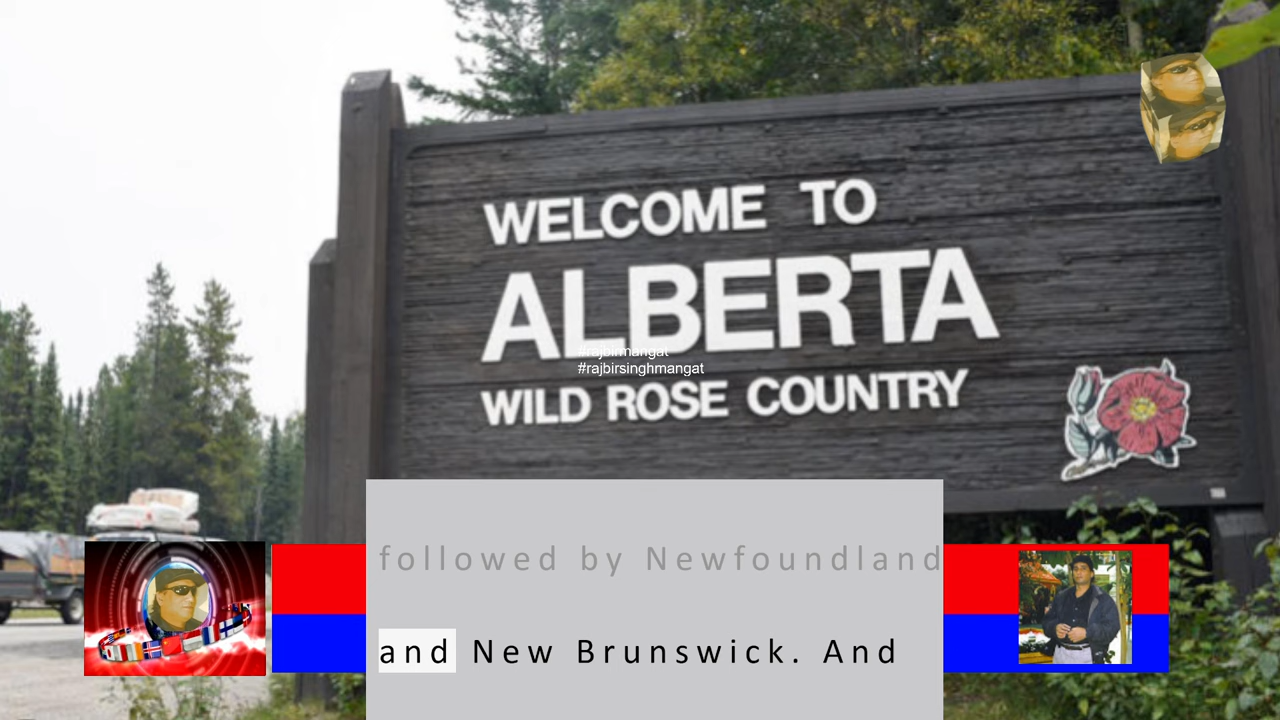 WELCOME TO
ALBERTA
#rajbirmangat
#rajbirsinghmangat
WILD ROSE COUNTRY
followed by Newfoundland
and New Brunswick. And